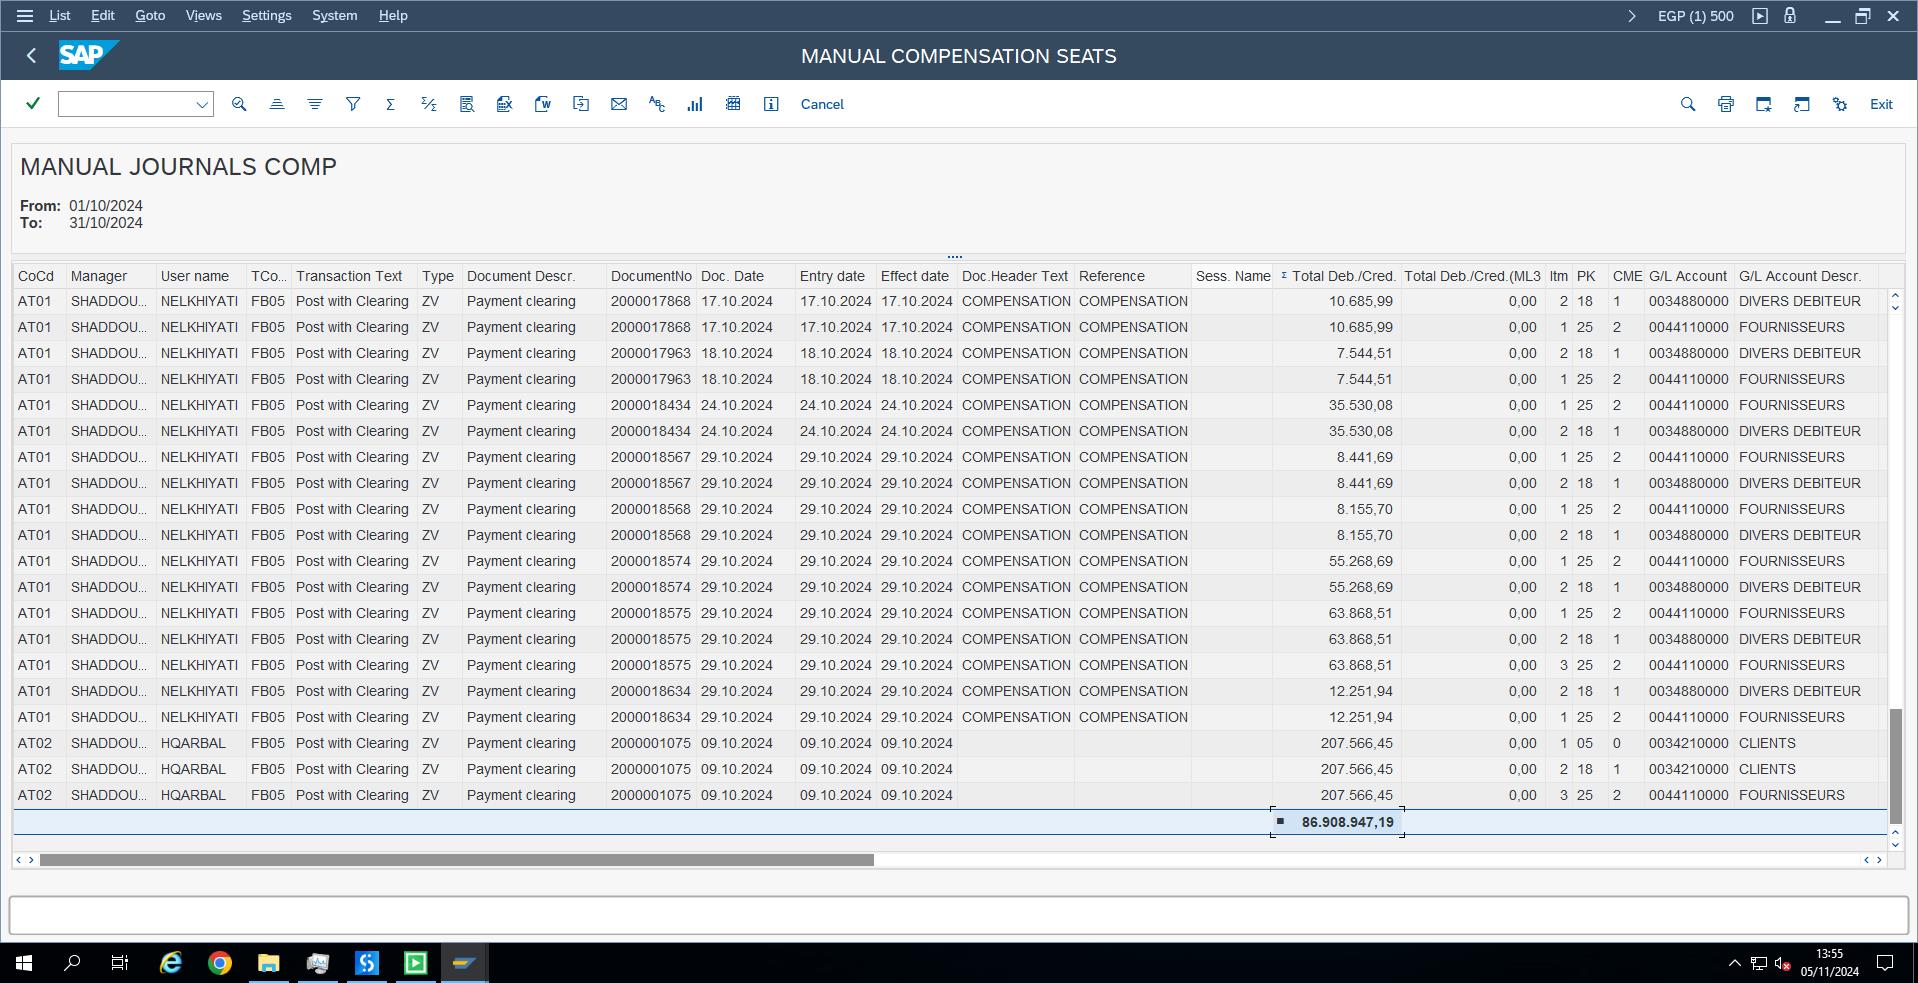 List Edit Goto Views Settings System Help EGP (1) 500
SAP MANUAL COMPENSATION SEATS
Cancel Exit
MANUAL JOURNALS COMP
From: 01/10/2024
To: 31/10/2024
CoCd Manager User name TCo... Transaction Text Type Document Descr. DocumentNo Doc. Date Entry date Effect date Doc.Header Text Reference Sess. Name Σ Total Deb./Cred. Total Deb./Cred.(ML3 Itm PK CME G/L Account G/L Account Descr.
AT01 SHADDOU... NELKHIYATI FB05 Post with Clearing ZV Payment clearing 2000017868 17.10.2024 17.10.2024 17.10.2024 COMPENSATION COMPENSATION 10.685,99 0,00 2 18 1 0034880000 DIVERS DEBITEUR
AT01 SHADDOU... NELKHIYATI FB05 Post with Clearing ZV Payment clearing 2000017868 17.10.2024 17.10.2024 17.10.2024 COMPENSATION COMPENSATION 10.685,99 0,00 1 25 2 0044110000 FOURNISSEURS
AT01 SHADDOU... NELKHIYATI FB05 Post with Clearing ZV Payment clearing 2000017963 18.10.2024 18.10.2024 18.10.2024 COMPENSATION COMPENSATION 7.544,51 0,00 2 18 1 0034880000 DIVERS DEBITEUR
AT01 SHADDOU... NELKHIYATI FB05 Post with Clearing ZV Payment clearing 2000017963 18.10.2024 18.10.2024 18.10.2024 COMPENSATION COMPENSATION 7.544,51 0,00 1 25 2 0044110000 FOURNISSEURS
AT01 SHADDOU... NELKHIYATI FB05 Post with Clearing ZV Payment clearing 2000018434 24.10.2024 24.10.2024 24.10.2024 COMPENSATION COMPENSATION 35.530,08 0,00 1 25 2 0044110000 FOURNISSEURS
AT01 SHADDOU... NELKHIYATI FB05 Post with Clearing ZV Payment clearing 2000018434 24.10.2024 24.10.2024 24.10.2024 COMPENSATION COMPENSATION 35.530,08 0,00 2 18 1 0034880000 DIVERS DEBITEUR
AT01 SHADDOU... NELKHIYATI FB05 Post with Clearing ZV Payment clearing 2000018567 29.10.2024 29.10.2024 29.10.2024 COMPENSATION COMPENSATION 8.441,69 0,00 1 25 2 0044110000 FOURNISSEURS
AT01 SHADDOU... NELKHIYATI FB05 Post with Clearing ZV Payment clearing 2000018567 29.10.2024 29.10.2024 29.10.2024 COMPENSATION COMPENSATION 8.441,69 0,00 2 18 1 0034880000 DIVERS DEBITEUR
AT01 SHADDOU... NELKHIYATI FB05 Post with Clearing ZV Payment clearing 2000018568 29.10.2024 29.10.2024 29.10.2024 COMPENSATION COMPENSATION 8.155,70 0,00 1 25 2 0044110000 FOURNISSEURS
AT01 SHADDOU... NELKHIYATI FB05 Post with Clearing ZV Payment clearing 2000018568 29.10.2024 29.10.2024 29.10.2024 COMPENSATION COMPENSATION 8.155,70 0,00 2 18 1 0034880000 DIVERS DEBITEUR
AT01 SHADDOU... NELKHIYATI FB05 Post with Clearing ZV Payment clearing 2000018574 29.10.2024 29.10.2024 29.10.2024 COMPENSATION COMPENSATION 55.268,69 0,00 1 25 2 0044110000 FOURNISSEURS
AT01 SHADDOU... NELKHIYATI FB05 Post with Clearing ZV Payment clearing 2000018574 29.10.2024 29.10.2024 29.10.2024 COMPENSATION COMPENSATION 55.268,69 0,00 2 18 1 0034880000 DIVERS DEBITEUR
AT01 SHADDOU... NELKHIYATI FB05 Post with Clearing ZV Payment clearing 2000018575 29.10.2024 29.10.2024 29.10.2024 COMPENSATION COMPENSATION 63.868,51 0,00 1 25 2 0044110000 FOURNISSEURS
AT01 SHADDOU... NELKHIYATI FB05 Post with Clearing ZV Payment clearing 2000018575 29.10.2024 29.10.2024 29.10.2024 COMPENSATION COMPENSATION 63.868,51 0,00 2 18 1 0034880000 DIVERS DEBITEUR
AT01 SHADDOU... NELKHIYATI FB05 Post with Clearing ZV Payment clearing 2000018575 29.10.2024 29.10.2024 29.10.2024 COMPENSATION COMPENSATION 63.868,51 0,00 3 25 2 0044110000 FOURNISSEURS
AT01 SHADDOU... NELKHIYATI FB05 Post with Clearing ZV Payment clearing 2000018634 29.10.2024 29.10.2024 29.10.2024 COMPENSATION COMPENSATION 12.251,94 0,00 2 18 1 0034880000 DIVERS DEBITEUR
AT01 SHADDOU... NELKHIYATI FB05 Post with Clearing ZV Payment clearing 2000018634 29.10.2024 29.10.2024 29.10.2024 COMPENSATION COMPENSATION 12.251,94 0,00 1 25 2 0044110000 FOURNISSEURS
AT02 SHADDOU... HQARBAL FB05 Post with Clearing ZV Payment clearing 2000001075 09.10.2024 09.10.2024 09.10.2024 207.566,45 0,00 1 05 0 0034210000 CLIENTS
AT02 SHADDOU... HQARBAL FB05 Post with Clearing ZV Payment clearing 2000001075 09.10.2024 09.10.2024 09.10.2024 207.566,45 0,00 2 18 1 0034210000 CLIENTS
AT02 SHADDOU... HQARBAL FB05 Post with Clearing ZV Payment clearing 2000001075 09.10.2024 09.10.2024 09.10.2024 207.566,45 0,00 3 25 2 0044110000 FOURNISSEURS
86.908.947,19
13:55
05/11/2024